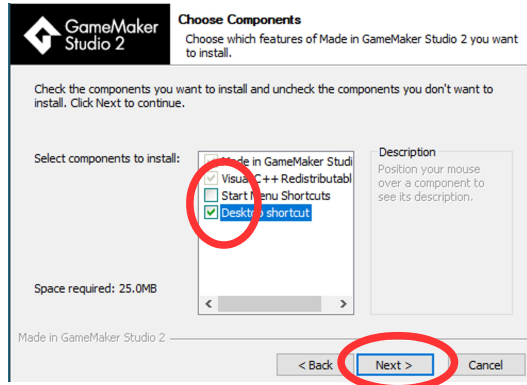 GameMaker
Studio 2
Choose Components
Choose which features of Made in GameMaker Studio 2 you want
to install.
Check the components you want to install and uncheck the components you don't want to
install. Click Next to continue.
Select components to install:
Made in GameMaker Studi
Visual C++ Redistributabl
Start Menu Shortcuts
Desktop shortcut
Description
Position your mouse
over a component to
see its description.
Space required: 25.0MB
Made in GameMaker Studio 2
< Back
Next >
Cancel